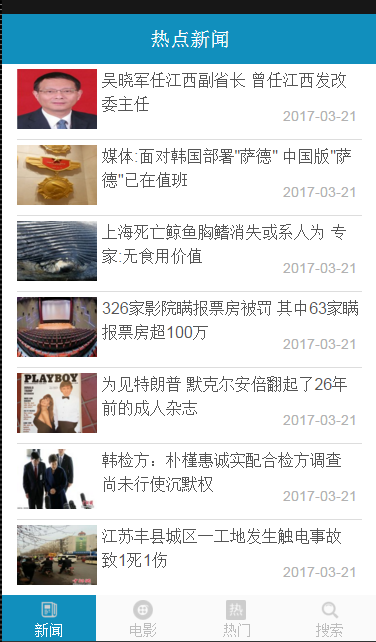 热点新闻
吴晓军任江西副省长 曾任江西发改
委主任
2017-03-21
媒体:面对韩国部署"萨德" 中国版"萨
德"已在值班
2017-03-21
上海死亡鲸鱼胸鳍消失或系人为 专
家:无食用价值
2017-03-21
326家影院瞒报票房被罚 其中63家瞒
报票房超100万
2017-03-21
PLAYBOY
为见特朗普 默克尔安倍翻起了26年
前的成人杂志
2017-03-21
韩检方：朴槿惠诚实配合检方调查
尚未行使沉默权
2017-03-21
江苏丰县城区一工地发生触电事故
致1死1伤
2017-03-21
热
新闻 电影 热门 搜索